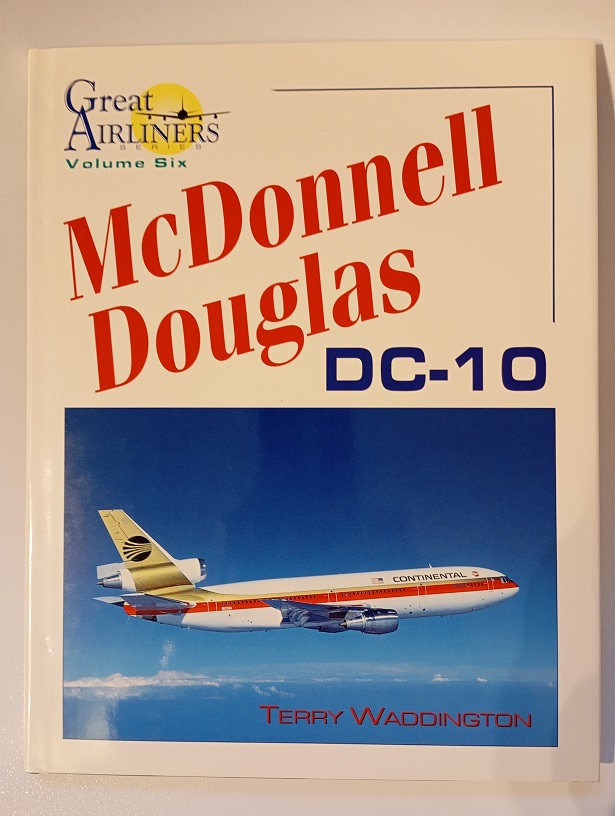 Great
AIRLINERS
SERIES
Volume Six
McDonnell
Douglas
DC-10
CONTINENTAL
TERRY WADDINGTON